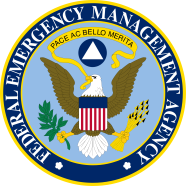 FEDERAL EMERGENCY MANAGEMENT AGENCY
PACE AC BELLO MERITA